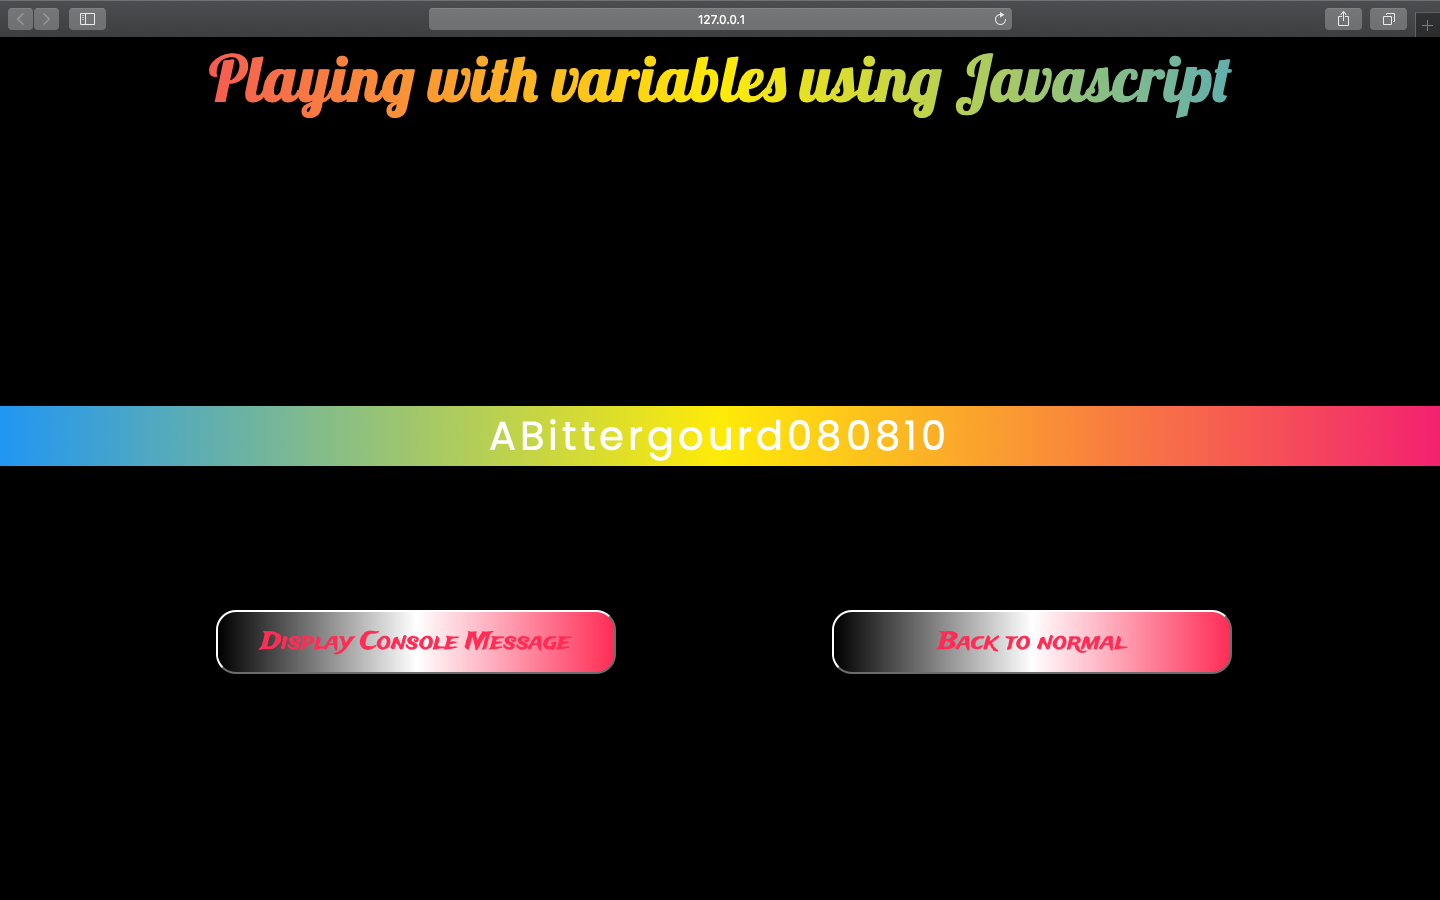 127.0.0.1
Playing with variables using Javascript
ABittergourd080810
Display Console Message
Back to normal